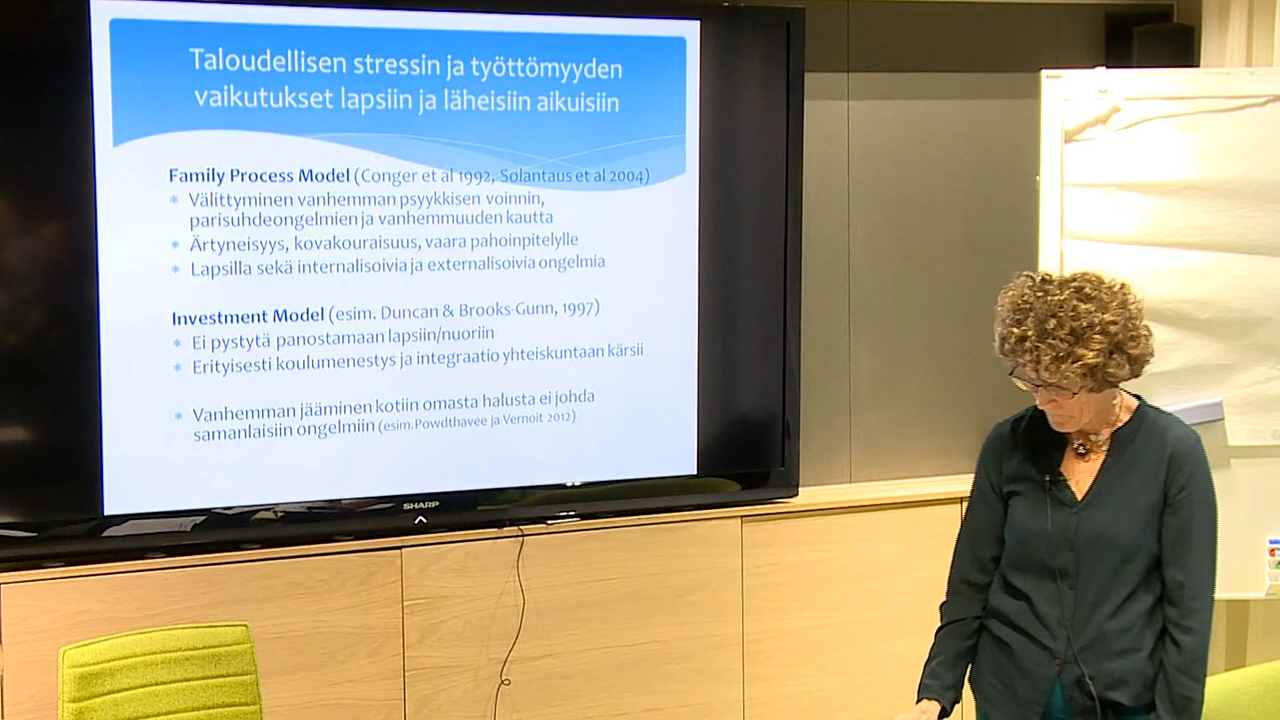 Taloudellisen stressin ja työttömyyden
vaikutukset lapsiin ja läheisiin aikuisiin
Family Process Model (Conger et al 1992, Solantaus et al 2004)
* Välittyminen vanhemman psyykkisen voinnin,
parisuhdeongelmien ja vanhemmuuden kautta
* Ärtyneisyys, kovakouraisuus, vaara pahoinpitelylle
* Lapsilla sekä internalisoivia ja externalisoivia ongelmia
Investment Model (esim. Duncan & Brooks-Gunn, 1997)
* Ei pystytä panostamaan lapsiin/nuoriin
* Erityisesti koulumenestys ja integraatio yhteiskuntaan kärsii
* Vanhemman jääminen kotiin omasta halusta ei johda
samanlaisiin ongelmiin (esim.Powdthavee ja Vernoit 2012)
SHARP